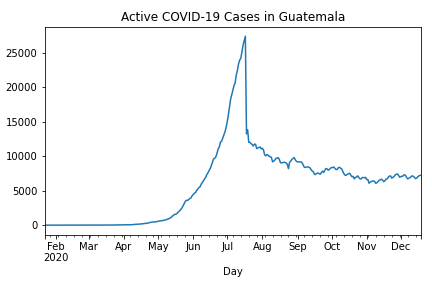 Active COVID-19 Cases in Guatemala
25000
20000
15000
10000
5000
0
Feb Mar Apr May Jun Jul Aug Sep Oct Nov Dec
2020
Day